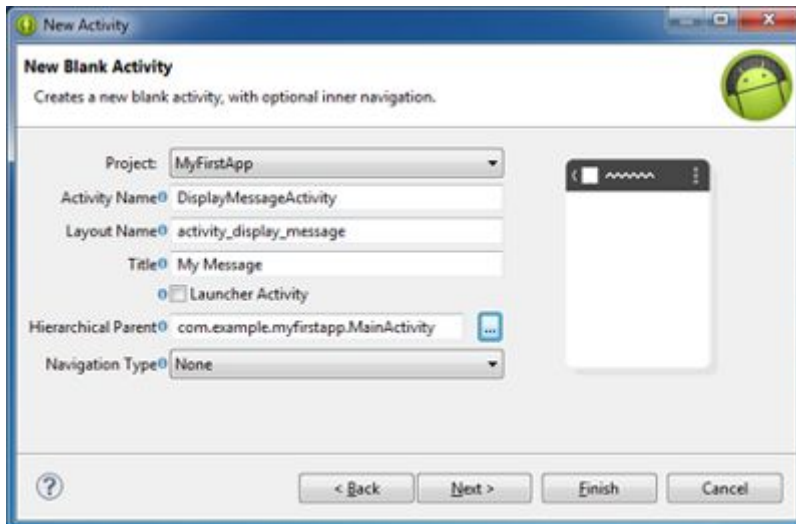 New Activity
New Blank Activity
Creates a new blank activity, with optional inner navigation.
Project: MyFirstApp
Activity Name DisplayMessageActivity
Layout Name activity_display_message
Title My Message
Launcher Activity
Hierarchical Parent com.example.myfirstapp.MainActivity ...
Navigation Type None
? < Back Next > Finish Cancel